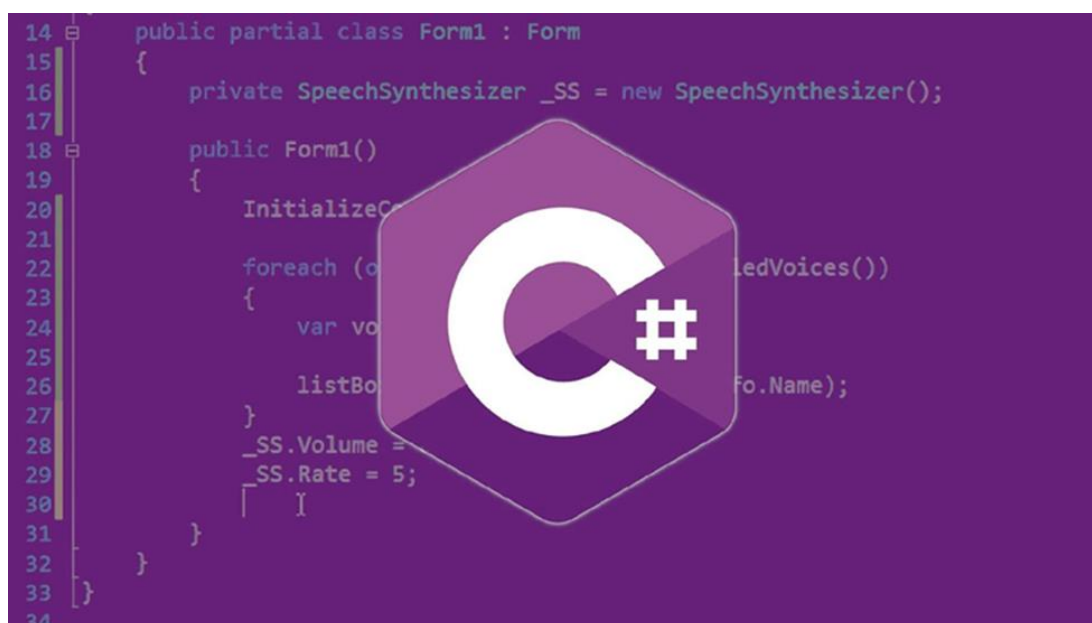 14 public partial class Form1 : Form
15 {
16 private SpeechSynthesizer _SS = new SpeechSynthesizer();
17
18 public Form1()
19 {
20 InitializeC
21
22 foreach (o ledVoices())
23 {
24 var vo
25
26 listBo fo.Name);
27 }
28 _SS.Volume =
29 _SS.Rate = 5;
30
31 }
32 }
33 }
34
C#